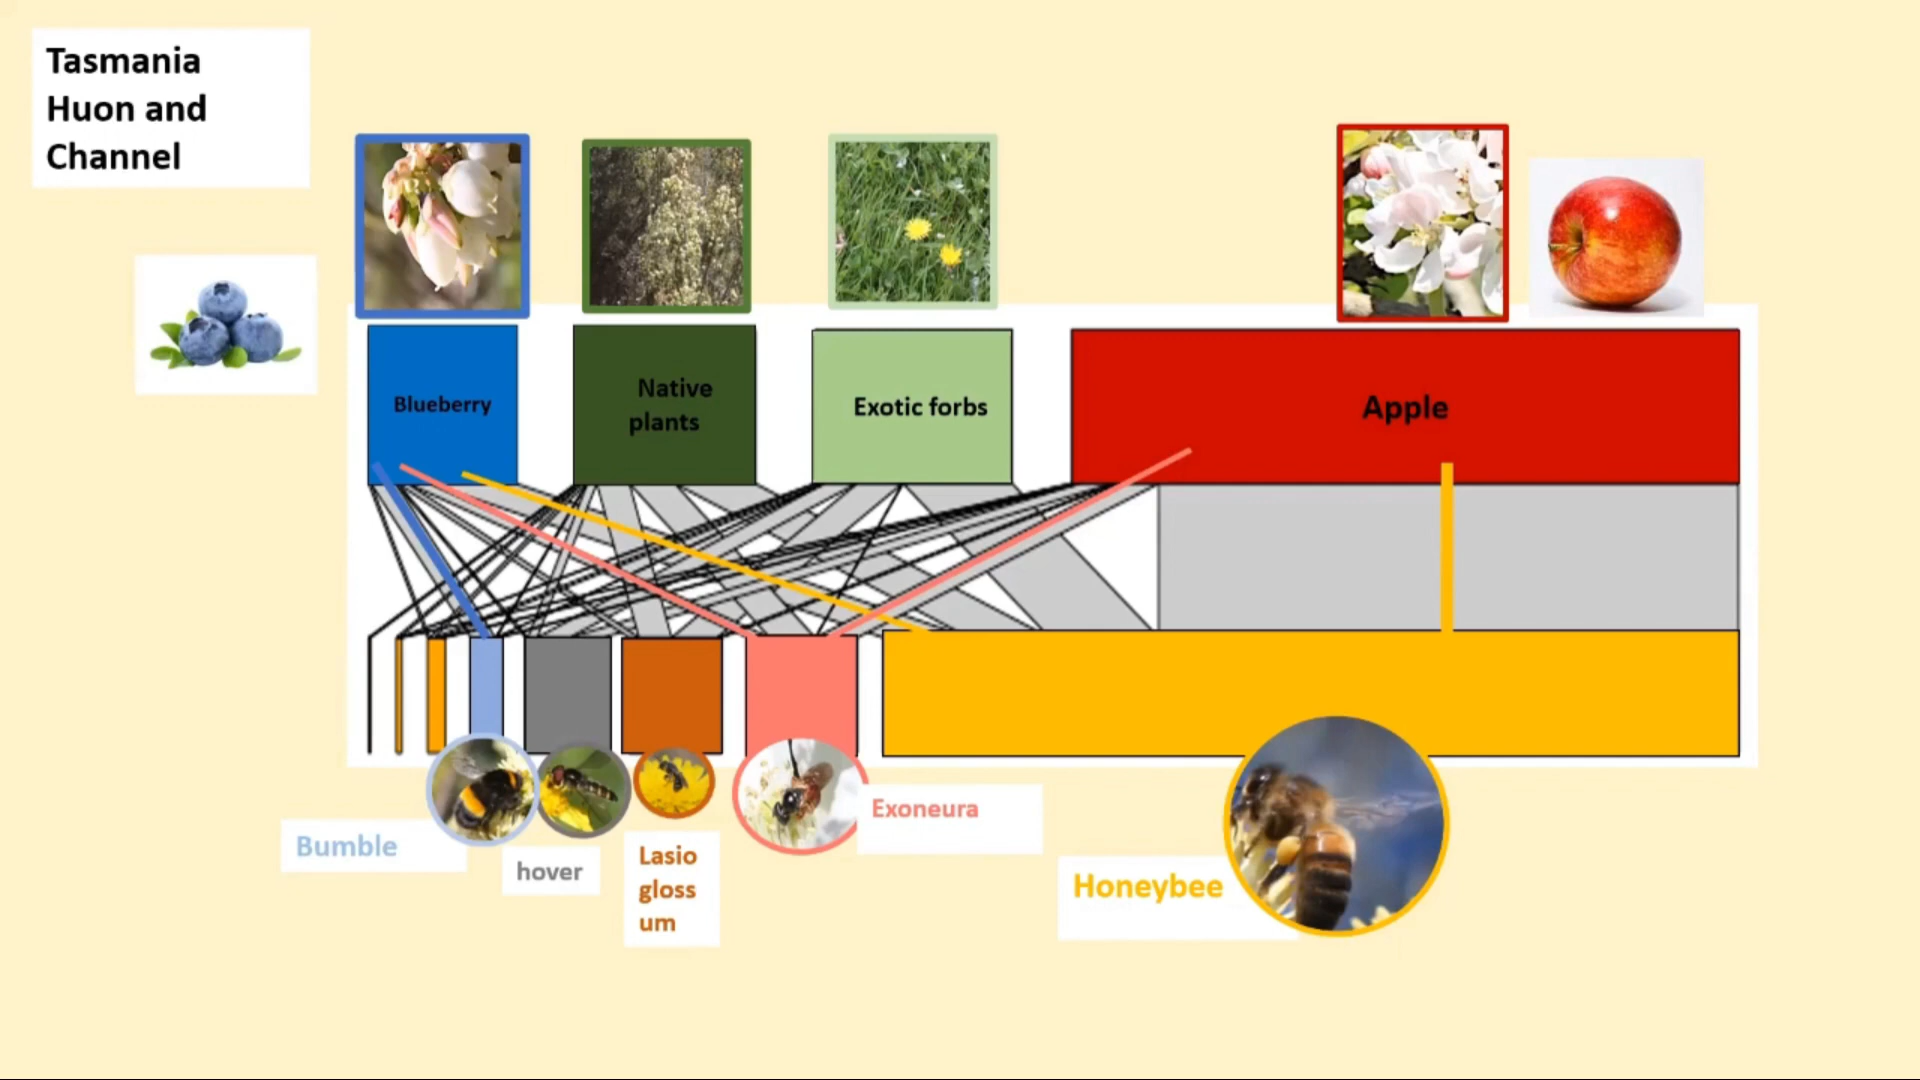 Tasmania
Huon and
Channel
Blueberry
Native
plants
Exotic forbs
Apple
Bumble
hover
Lasio
gloss
um
Exoneura
Honeybee